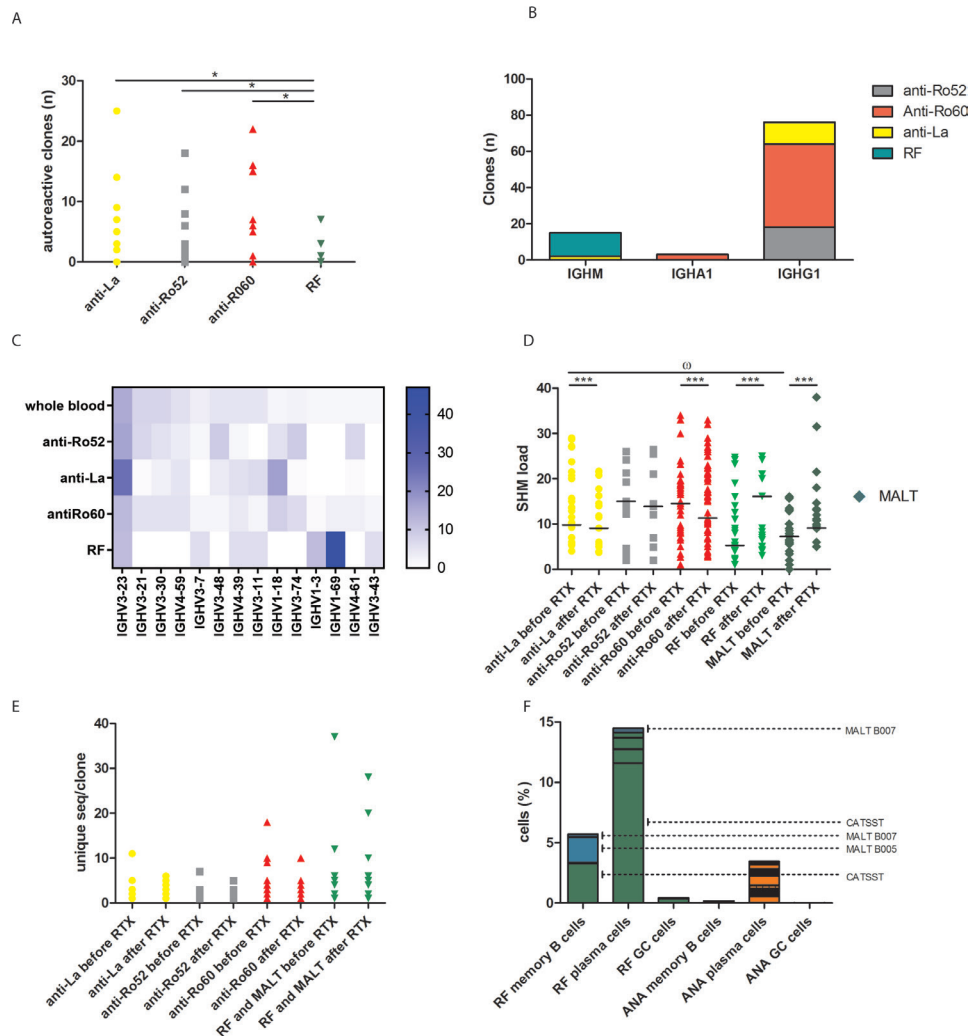 A
autoreactive clones (n)
30
20
10
0
*
*
*
anti-La
anti-Ro52
anti-R060
RF
B
Clones (n)
100
80
60
40
20
0
IGHM
IGHA1
IGHG1
anti-Ro52
Anti-Ro60
anti-La
RF
C
whole blood
anti-Ro52
anti-La
antiRo60
RF
IGHV3-23
IGHV3-21
IGHV3-30
IGHV4-59
IGHV3-7
IGHV3-48
IGHV4-39
IGHV3-11
IGHV1-18
IGHV3-74
IGHV1-3
IGHV1-69
IGHV4-61
IGHV3-43
40
30
20
10
0
D
SHM load
40
30
20
10
0
ω
***
***
***
***
MALT
anti-La before RTX
anti-La after RTX
anti-Ro52 before RTX
anti-Ro52 after RTX
anti-Ro60 before RTX
anti-Ro60 after RTX
RF before RTX
RF after RTX
MALT before RTX
MALT after RTX
E
unique seq/clone
40
30
20
10
0
anti-La before RTX
anti-La after RTX
anti-Ro52 before RTX
anti-Ro52 after RTX
anti-Ro60 before RTX
anti-Ro60 after RTX
RF and MALT before RTX
RF and MALT after RTX
F
cells (%)
15
10
5
0
MALT B007
CATSST
MALT B007
MALT B005
CATSST
RF memory B cells
RF plasma cells
RF GC cells
ANA memory B cells
ANA plasma cells
ANA GC cells